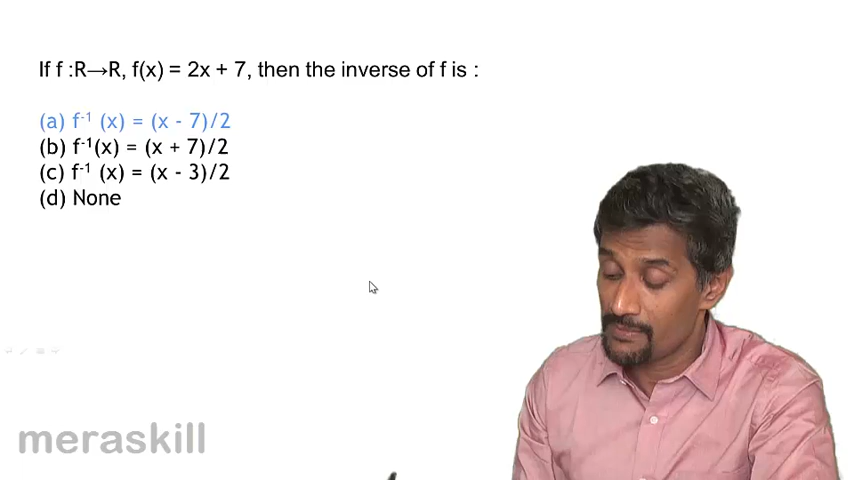 If f :R→R, f(x) = 2x + 7, then the inverse of f is :
(a) f⁻¹ (x) = (x - 7)/2
(b) f⁻¹(x) = (x + 7)/2
(c) f⁻¹ (x) = (x - 3)/2
(d) None
meraskill